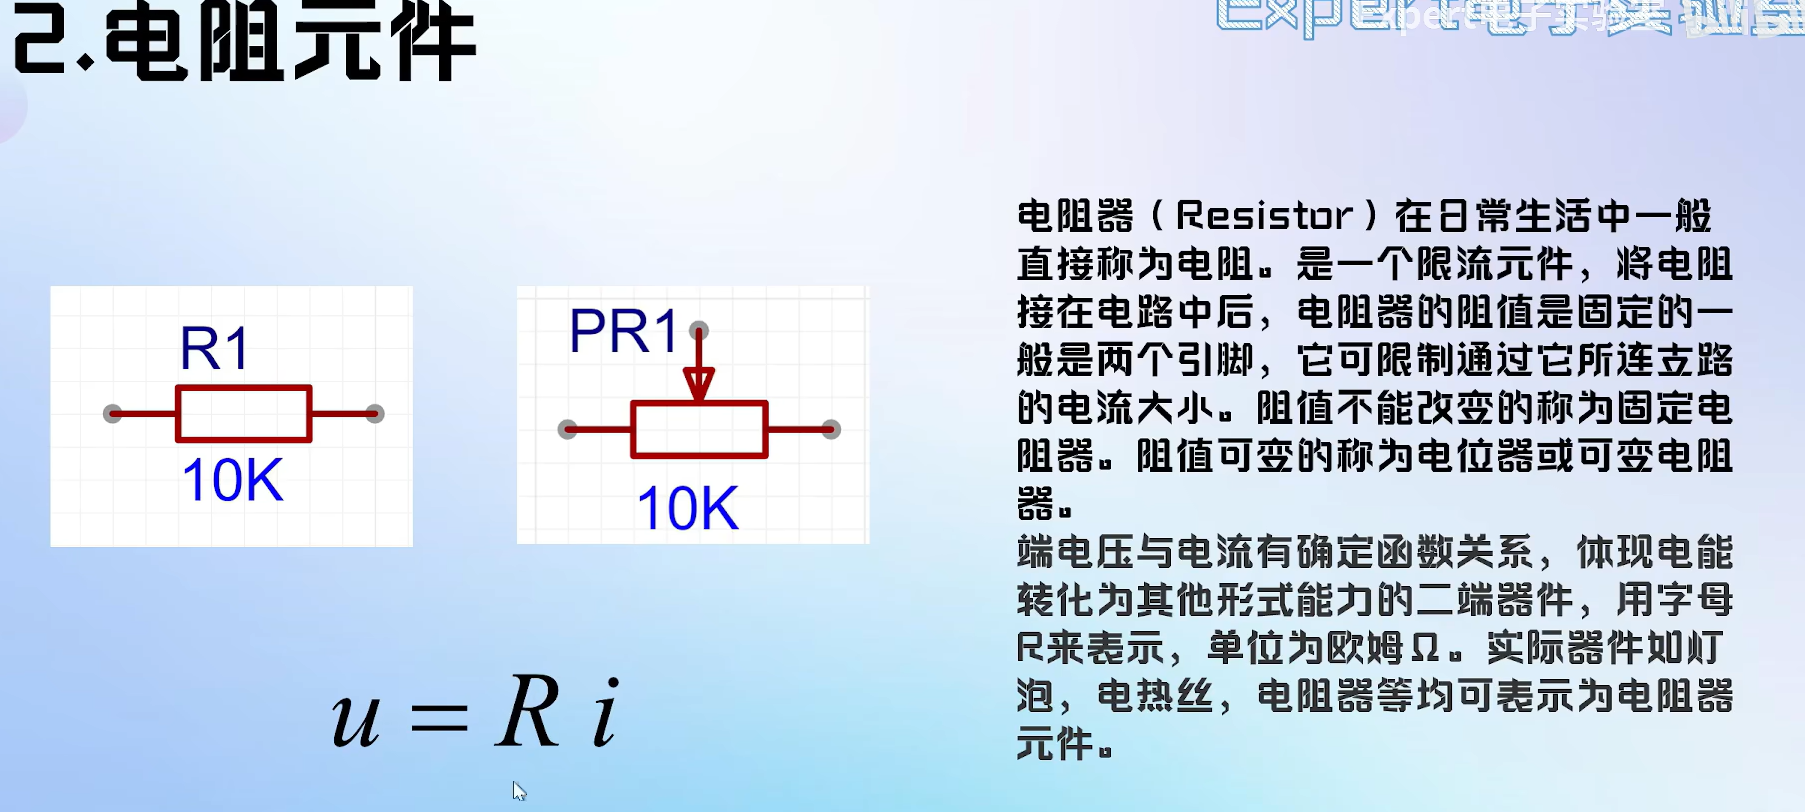 2.电阻元件
Expert电子实验室
R1
10K
PR1
10K
u = R i
电阻器（Resistor）在日常生活中一般
直接称为电阻。是一个限流元件，将电阻
接在电路中后，电阻器的阻值是固定的一
般是两个引脚，它可限制通过它所连支路
的电流大小。阻值不能改变的称为固定电
阻器。阻值可变的称为电位器或可变电阻
器。
端电压与电流有确定函数关系，体现电能
转化为其他形式能力的二端器件，用字母
R来表示，单位为欧姆Ω。实际器件如灯
泡，电热丝，电阻器等均可表示为电阻器
元件。